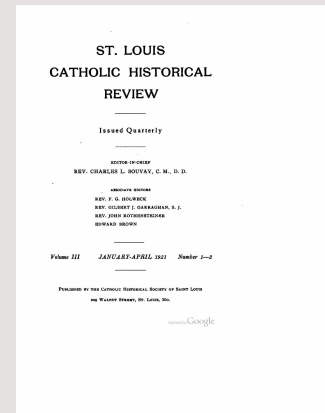 ST. LOUIS
CATHOLIC HISTORICAL
REVIEW
Issued Quarterly
EDITOR-IN-CHIEF
REV. CHARLES L. SOUVAY, C. M., D. D.
ASSOCIATE EDITORS
REV. F. G. HOLWECK
REV. GILBERT J. GARRAGHAN, S. J.
REV. JOHN ROTHENSTEINER
EDWARD BROWN
Volume III JANUARY-APRIL 1921 Number 1—2
PUBLISHED BY THE CATHOLIC HISTORICAL SOCIETY OF SAINT LOUIS
WALNUT STREET, ST. LOUIS, MO.
Google